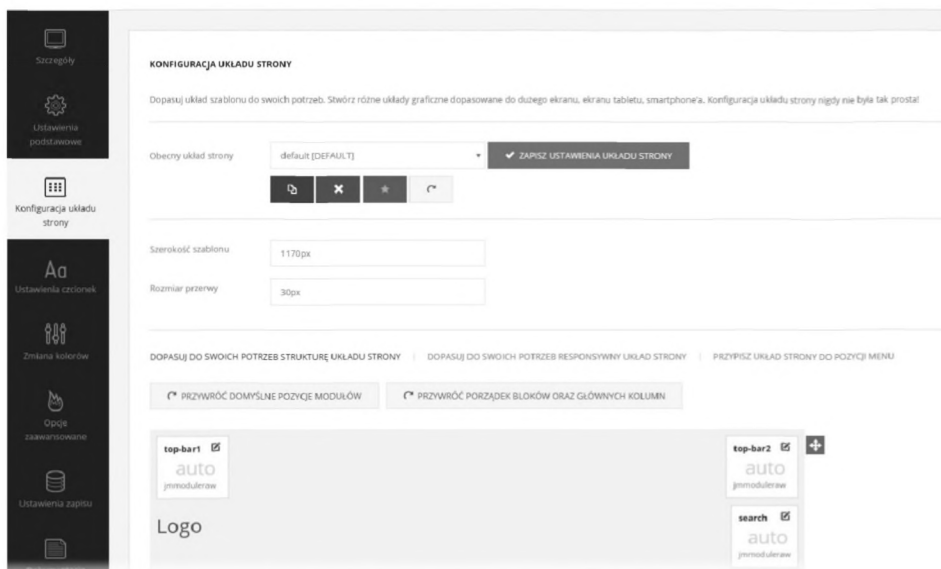 Szczegóły
Ustawienia
podstawowe
Konfiguracja układu
strony
Aa
Ustawienia czcionek
Zmiana kolorów
Opcje
zaawansowane
Ustawienia zapisu
KONFIGURACJA UKŁADU STRONY
Dopasuj układ szablonu do swoich potrzeb. Stwórz różne układy graficzne dopasowane do dużego ekranu, ekranu tabletu, smartphone'a. Konfiguracja układu strony nigdy nie była tak prosta!
Obecny układ strony
default [DEFAULT]
ZAPISZ USTAWIENIA UKŁADU STRONY
Szerokość szablonu
1170px
Rozmiar przerwy
30px
DOPASUJ DO SWOICH POTRZEB STRUKTURĘ UKŁADU STRONY
DOPASUJ DO SWOICH POTRZEB RESPONSYWNY UKŁAD STRONY
PRZYPISZ UKŁAD STRONY DO POZYCJI MENU
PRZYWRÓĆ DOMYŚLNE POZYCJE MODUŁÓW
PRZYWRÓĆ PORZĄDEK BLOKÓW ORAZ GŁÓWNYCH KOLUMN
top-bar1
auto
jmmoduleraw
Logo
top-bar2
auto
jmmoduleraw
search
auto
jmmoduleraw